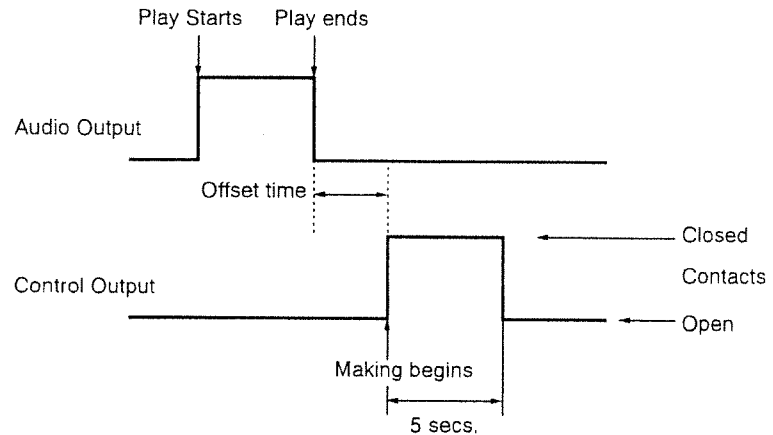 Play Starts
Play ends
Audio Output
Offset time
Closed
Contacts
Control Output
Open
Making begins
5 secs.